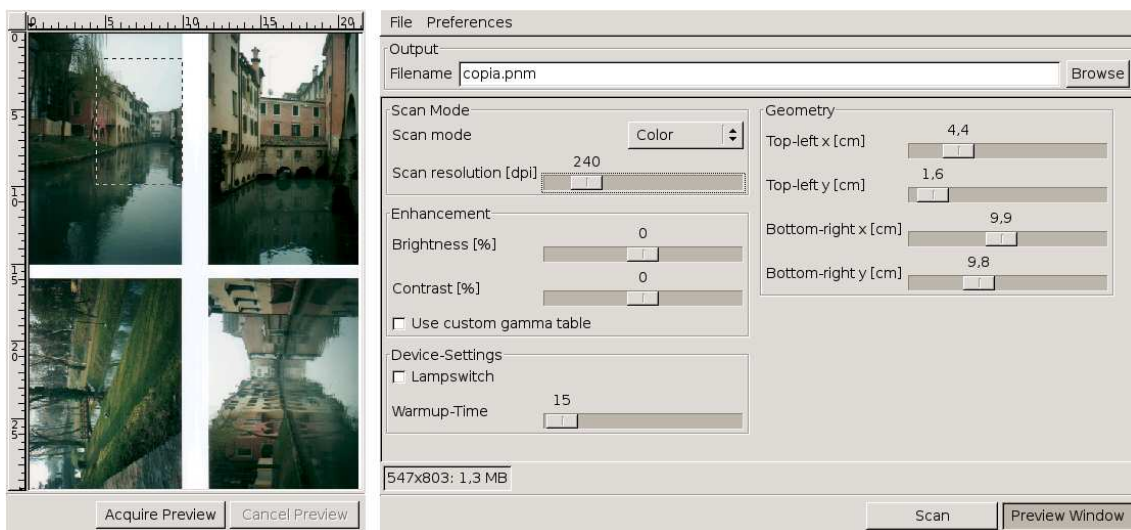 0 5 10 15 20
0
5
10
15
20
25
Acquire Preview Cancel Preview
File Preferences
Output
Filename copia.pnm Browse
Scan Mode
Scan mode Color
Scan resolution [dpi] 240
Enhancement
Brightness [%] 0
Contrast [%] 0
Use custom gamma table
Device-Settings
Lampswitch
Warmup-Time 15
Geometry
Top-left x [cm] 4,4
Top-left y [cm] 1,6
Bottom-right x [cm] 9,9
Bottom-right y [cm] 9,8
547x803: 1,3 MB
Scan Preview Window